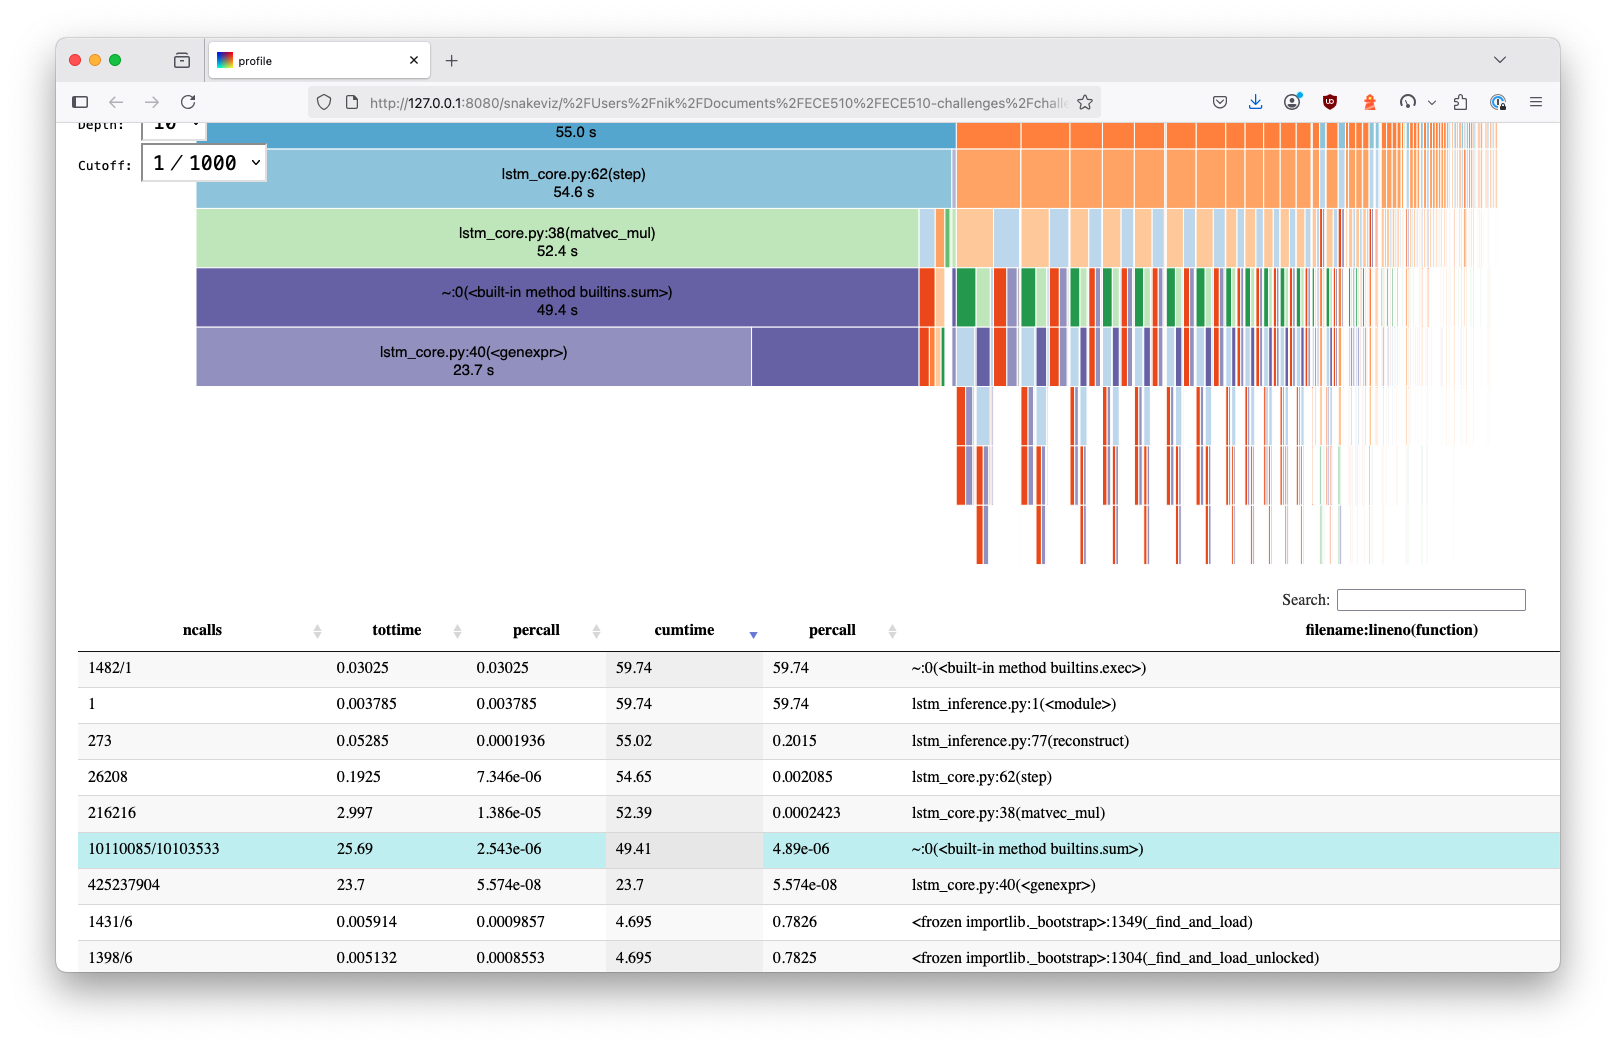 profile
http://127.0.0.1:8080/snakeviz/%2FUsers%2Fnik%2FDocuments%2FECE510%2FECE510-challenges%2Fchall
Depth: 10
55.0 s
Cutoff: 1 / 1000
lstm_core.py:62(step)
54.6 s
lstm_core.py:38(matvec_mul)
52.4 s
~:0(<built-in method builtins.sum>)
49.4 s
lstm_core.py:40(<genexpr>)
23.7 s
Search:
ncalls tottime percall cumtime percall filename:lineno(function)
1482/1 0.03025 0.03025 59.74 59.74 ~:0(<built-in method builtins.exec>)
1 0.003785 0.003785 59.74 59.74 lstm_inference.py:1(<module>)
273 0.05285 0.0001936 55.02 0.2015 lstm_inference.py:77(reconstruct)
26208 0.1925 7.346e-06 54.65 0.002085 lstm_core.py:62(step)
216216 2.997 1.386e-05 52.39 0.0002423 lstm_core.py:38(matvec_mul)
10110085/10103533 25.69 2.543e-06 49.41 4.89e-06 ~:0(<built-in method builtins.sum>)
425237904 23.7 5.574e-08 23.7 5.574e-08 lstm_core.py:40(<genexpr>)
1431/6 0.005914 0.0009857 4.695 0.7826 <frozen importlib._bootstrap>:1349(_find_and_load)
1398/6 0.005132 0.0008553 4.695 0.7825 <frozen importlib._bootstrap>:1304(_find_and_load_unlocked)